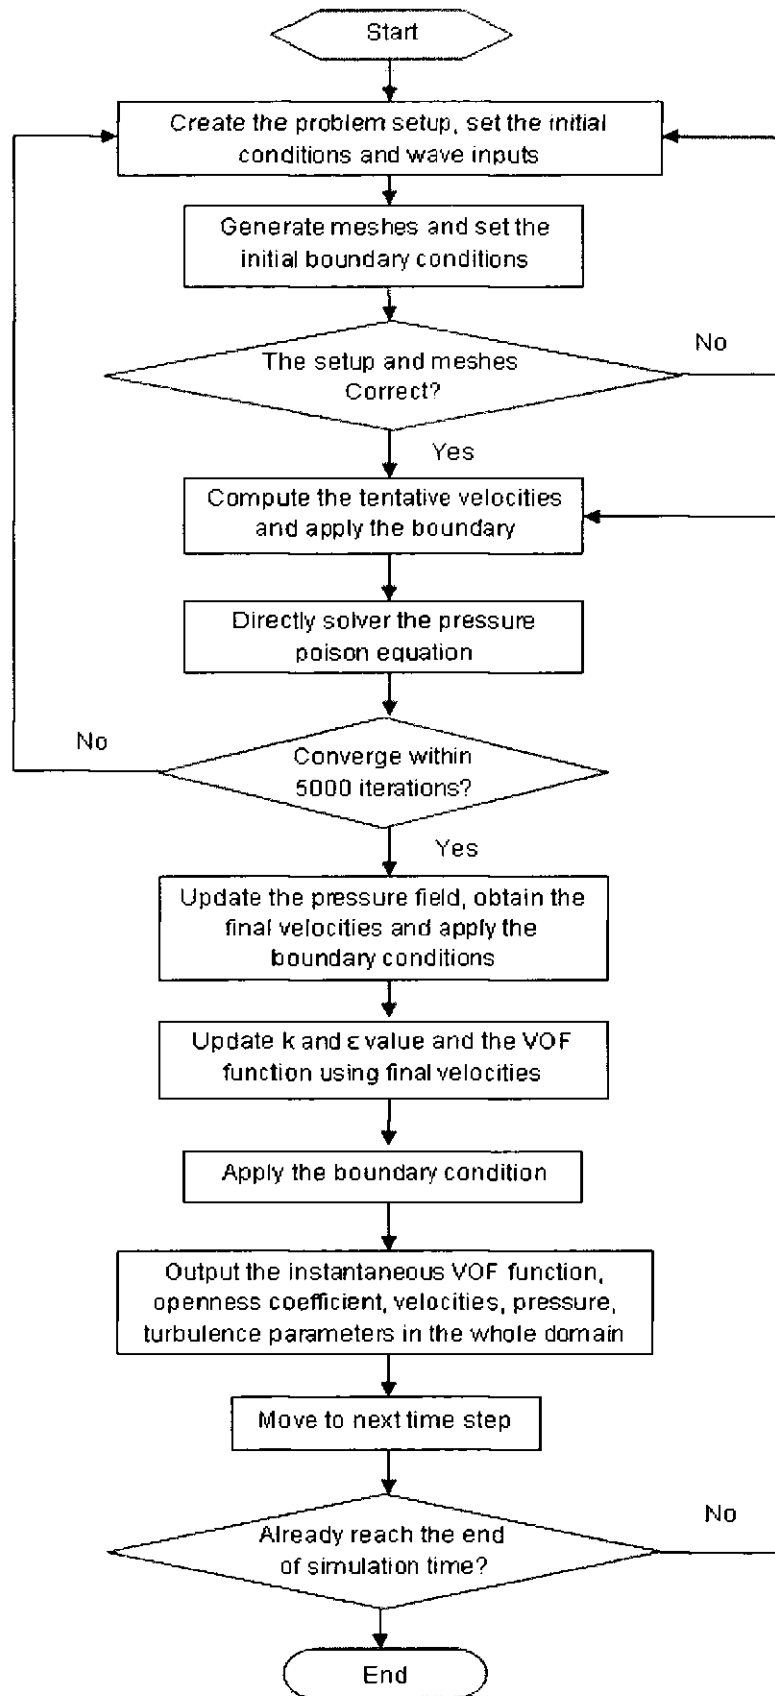 Start
Create the problem setup, set the initial
conditions and wave inputs
Generate meshes and set the
initial boundary conditions
The setup and meshes
Correct?
No
Yes
Compute the tentative velocities
and apply the boundary
Directly solver the pressure
poison equation
Converge within
5000 iterations?
No
Yes
Update the pressure field, obtain the
final velocities and apply the
boundary conditions
Update k and ε value and the VOF
function using final velocities
Apply the boundary condition
Output the instantaneous VOF function,
openness coefficient, velocities, pressure,
turbulence parameters in the whole domain
Move to next time step
Already reach the end
of simulation time?
No
End